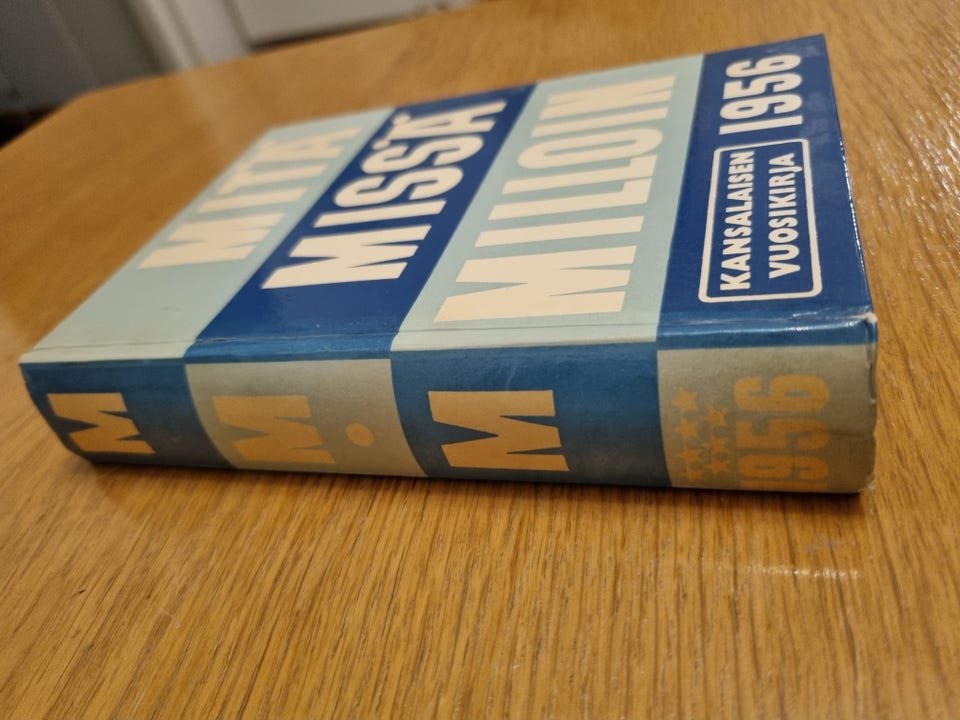 MITÄ
MISSÄ
MILLOIN
KANSALAISEN
VUOSIKIRJA
1956
M
M
M
1956